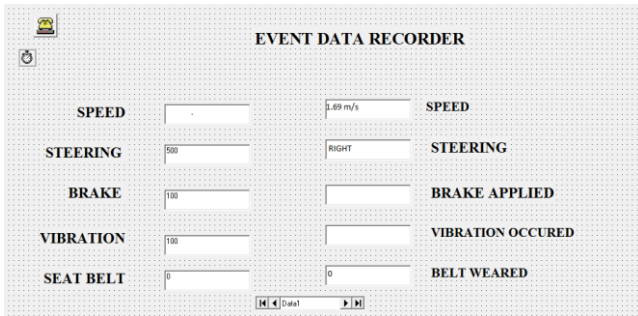 EVENT DATA RECORDER
SPEED . 1.69 m/s SPEED
STEERING 500 RIGHT STEERING
BRAKE 100 BRAKE APPLIED
VIBRATION 100 VIBRATION OCCURED
SEAT BELT 0 0 BELT WEARED
Data1